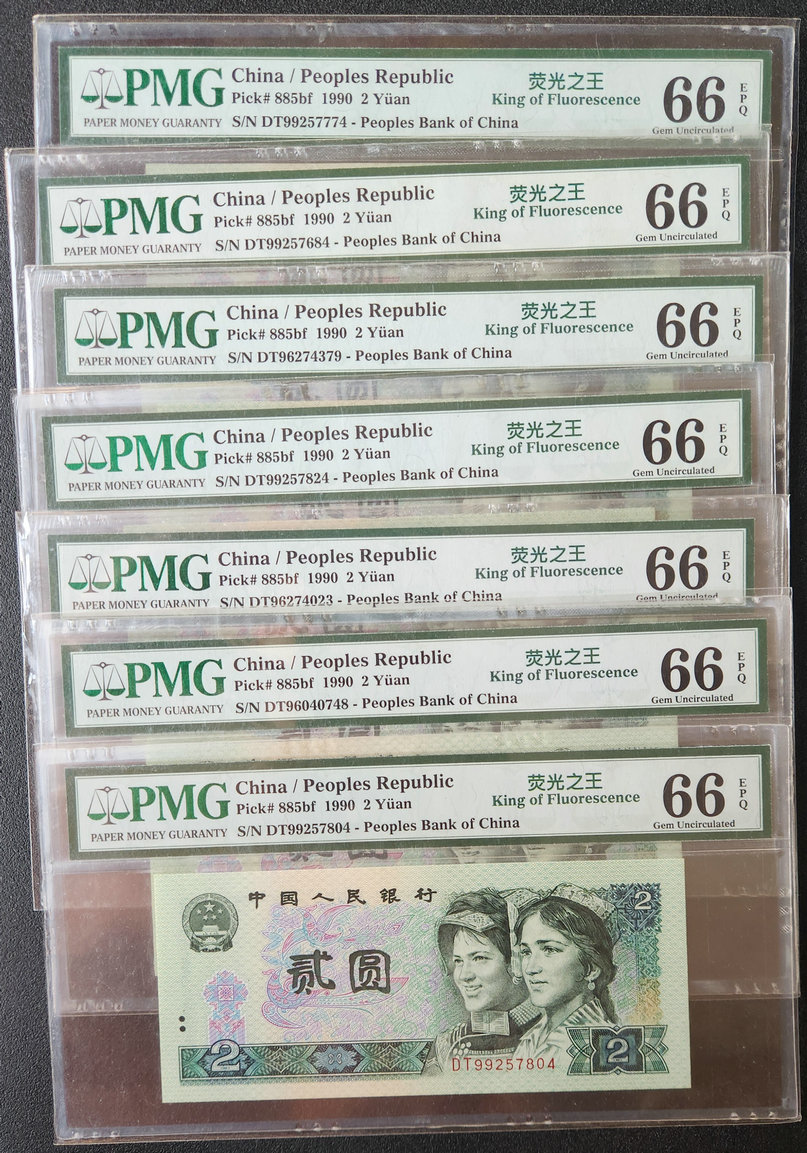 PMG
PAPER MONEY GUARANTY
China / Peoples Republic
Pick# 885bf 1990 2 Yüan
S/N DT99257774 - Peoples Bank of China
荧光之王
King of Fluorescence
66
EPQ
Gem Uncirculated
PMG
PAPER MONEY GUARANTY
China / Peoples Republic
Pick# 885bf 1990 2 Yüan
S/N DT99257684 - Peoples Bank of China
荧光之王
King of Fluorescence
66
EPQ
Gem Uncirculated
PMG
PAPER MONEY GUARANTY
China / Peoples Republic
Pick# 885bf 1990 2 Yüan
S/N DT96274379 - Peoples Bank of China
荧光之王
King of Fluorescence
66
EPQ
Gem Uncirculated
PMG
PAPER MONEY GUARANTY
China / Peoples Republic
Pick# 885bf 1990 2 Yüan
S/N DT99257824 - Peoples Bank of China
荧光之王
King of Fluorescence
66
EPQ
Gem Uncirculated
PMG
PAPER MONEY GUARANTY
China / Peoples Republic
Pick# 885bf 1990 2 Yüan
S/N DT96274023 - Peoples Bank of China
荧光之王
King of Fluorescence
66
EPQ
Gem Uncirculated
PMG
PAPER MONEY GUARANTY
China / Peoples Republic
Pick# 885bf 1990 2 Yüan
S/N DT96040748 - Peoples Bank of China
荧光之王
King of Fluorescence
66
EPQ
Gem Uncirculated
PMG
PAPER MONEY GUARANTY
China / Peoples Republic
Pick# 885bf 1990 2 Yüan
S/N DT99257804 - Peoples Bank of China
荧光之王
King of Fluorescence
66
EPQ
Gem Uncirculated
中国人民银行
2
贰圆
2
DT99257804
2